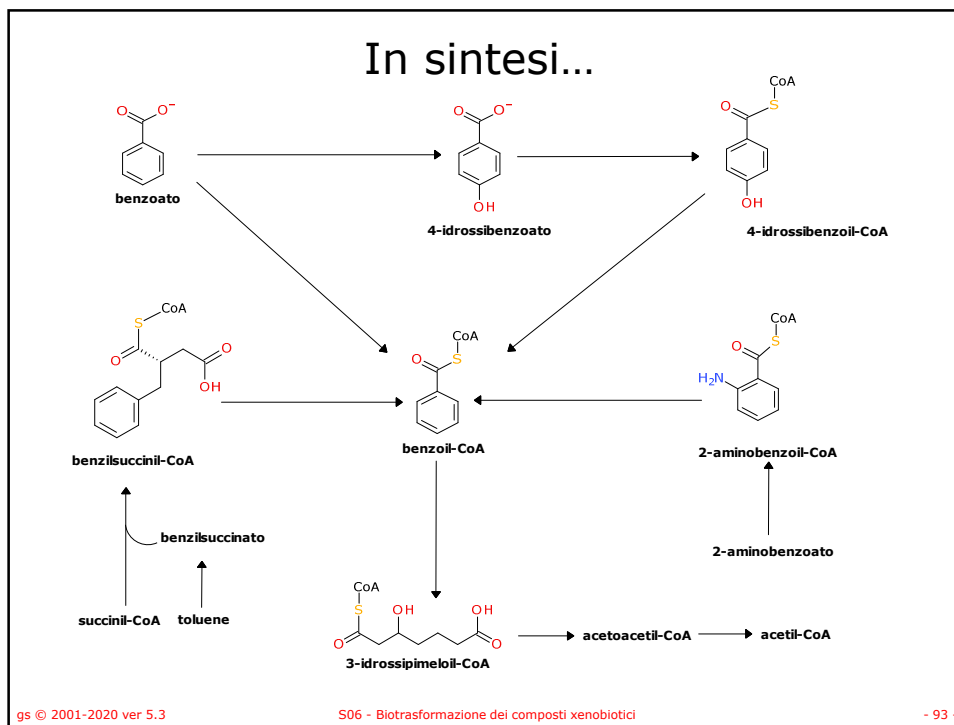 In sintesi…
O
O⁻
benzoato
O
O⁻
OH
4-idrossibenzoato
CoA
O
S
OH
4-idrossibenzoil-CoA
CoA
S
O
O
OH
benzilsuccinil-CoA
CoA
O
S
benzoil-CoA
CoA
O
S
H₂N
2-aminobenzoil-CoA
benzilsuccinato
2-aminobenzoato
succinil-CoA
toluene
CoA
S
OH
OH
O
O
3-idrossipimeloil-CoA
acetoacetil-CoA
acetil-CoA
gs © 2001-2020 ver 5.3
S06 - Biotrasformazione dei composti xenobiotici
- 93 -